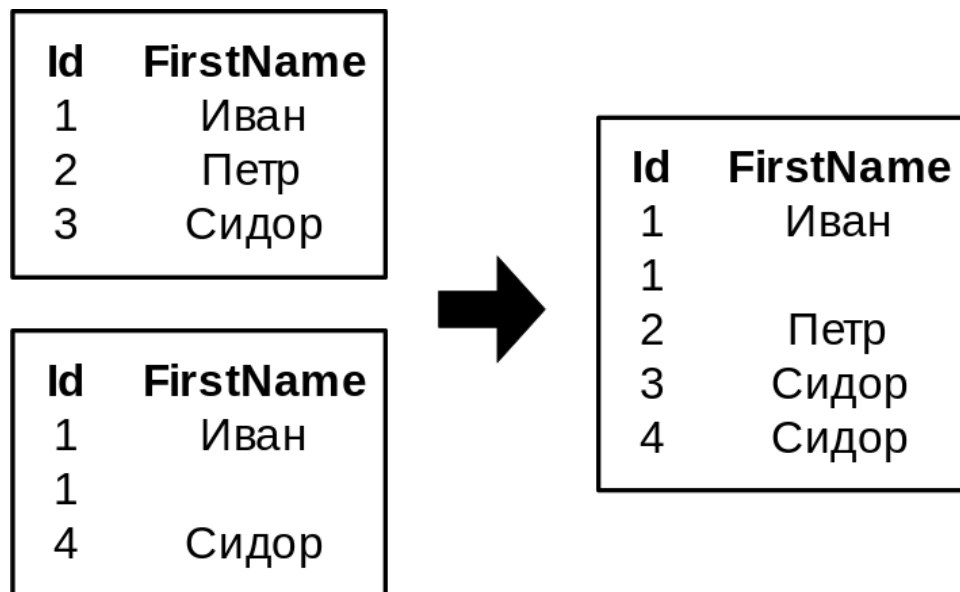 Id FirstName
1 Иван
2 Петр
3 Сидор
Id FirstName
1 Иван
1
4 Сидор
Id FirstName
1 Иван
1
2 Петр
3 Сидор
4 Сидор